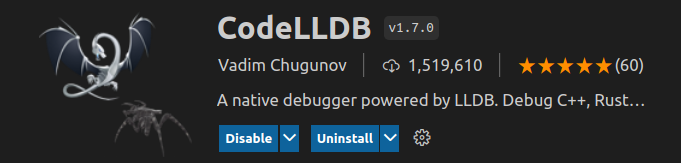 CodeLLDB v1.7.0
Vadim Chugunov 1,519,610 (60)
A native debugger powered by LLDB. Debug C++, Rust…
Disable Uninstall